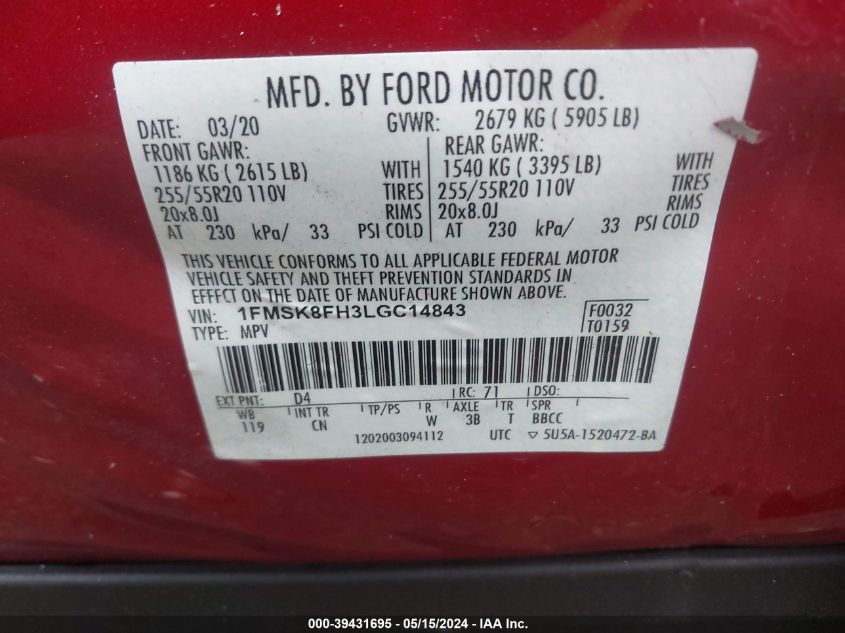 MFD. BY FORD MOTOR CO.
DATE: 03/20 GVWR: 2679 KG ( 5905 LB)
FRONT GAWR: REAR GAWR:
1186 KG ( 2615 LB) WITH 1540 KG ( 3395 LB) WITH
255/55R20 110V TIRES 255/55R20 110V TIRES
20x8.0J RIMS 20x8.0J RIMS
AT 230 kPa/ 33 PSI COLD AT 230 kPa/ 33 PSI COLD
THIS VEHICLE CONFORMS TO ALL APPLICABLE FEDERAL MOTOR
VEHICLE SAFETY AND THEFT PREVENTION STANDARDS IN
EFFECT ON THE DATE OF MANUFACTURE SHOWN ABOVE.
VIN: 1FMSK8FH3LGC14843 F0032
TYPE: MPV T0159
EXT PNT: D4 RC: 71 DSO:
WB INT TR TP/PS R AXLE TR SPR
119 CN W 3B T BBCC
1202003094112 UTC ▽ 5U5A-1520472-BA
000-39431695 - 05/15/2024 - IAA Inc.